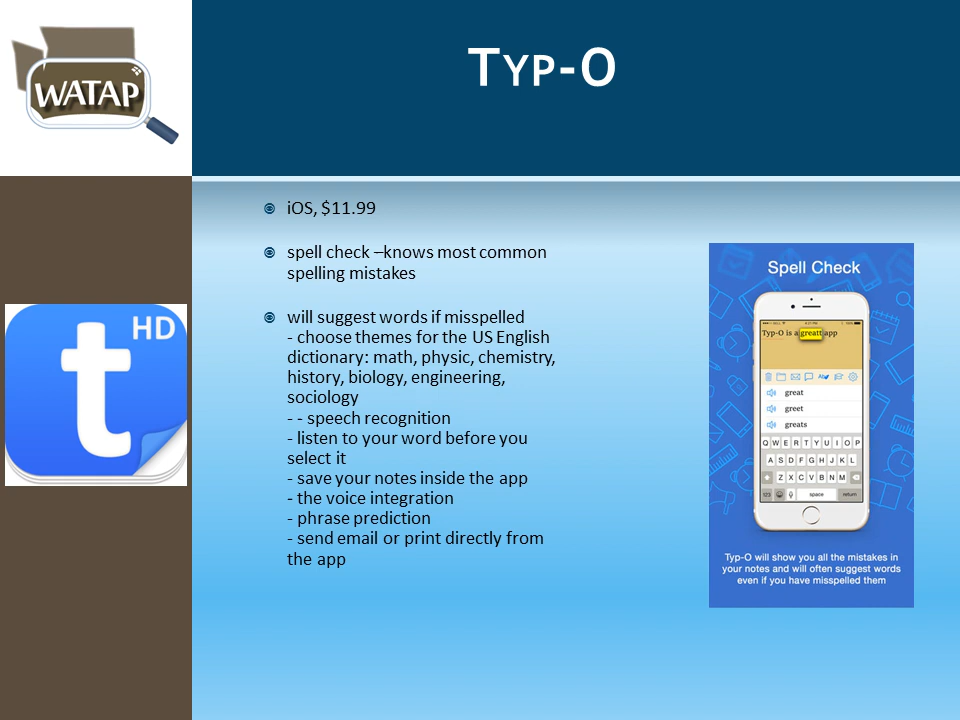 WATAP
Typ-O
iOS, $11.99
spell check –knows most common
spelling mistakes
will suggest words if misspelled
- choose themes for the US English
dictionary: math, physic, chemistry,
history, biology, engineering,
sociology
- - speech recognition
- listen to your word before you
select it
- save your notes inside the app
- the voice integration
- phrase prediction
- send email or print directly from
the app
t HD
Spell Check
Typ-O is a greatt app
great
greet
greats
Q W E R T Y U I O P
A S D F G H J K L
Z X C V B N M
123 space return
Typ-O will show you all the mistakes in
your notes and will often suggest words
even if you have misspelled them